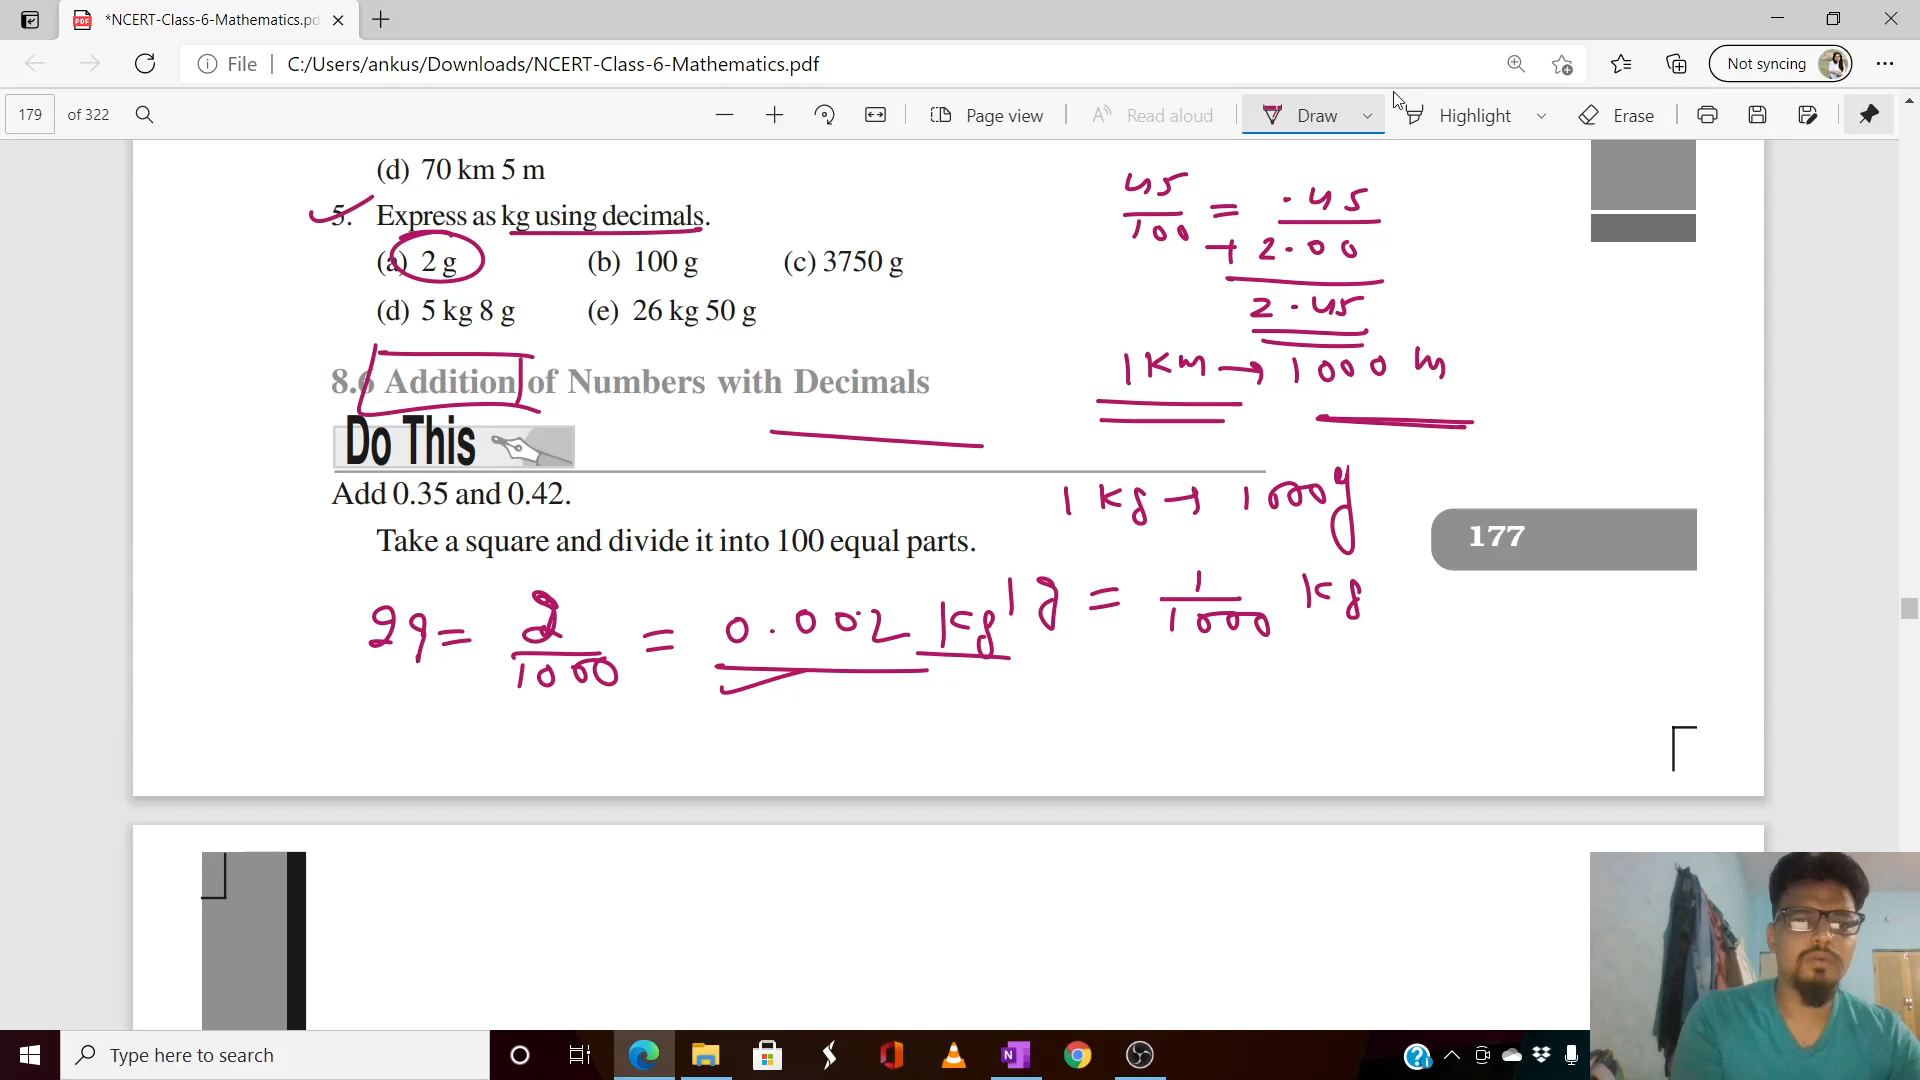 *NCERT-Class-6-Mathematics.pd
File | C:/Users/ankus/Downloads/NCERT-Class-6-Mathematics.pdf
Not syncing
179 of 322
Page view
Read aloud
Draw
Highlight
Erase
(d) 70 km 5 m
5. Express as kg using decimals.
(a) 2 g (b) 100 g (c) 3750 g
(d) 5 kg 8 g (e) 26 kg 50 g
8.6 Addition of Numbers with Decimals
Do This
Add 0.35 and 0.42.
Take a square and divide it into 100 equal parts.
177
45/100 = .45
+ 2.00
2.45
1 Km → 1000 m
1 kg → 1000g
1 g = 1/1000 kg
2g = 2/1000 = 0.002 kg
Type here to search